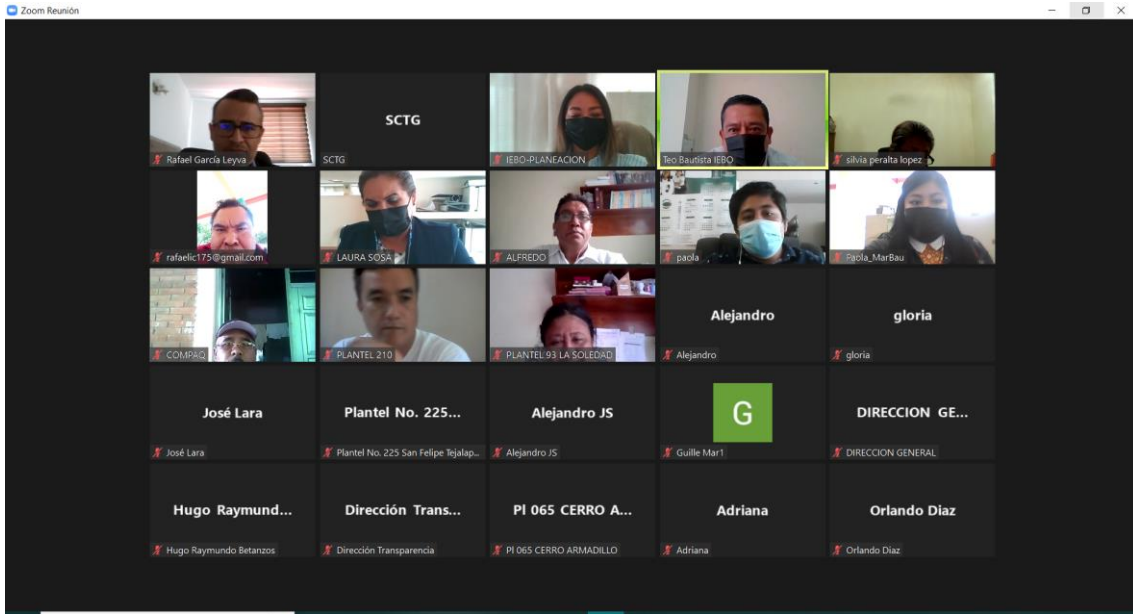 Zoom Reunión
Rafael García Leyva
SCTG
SCTG
IEBO-PLANEACION
Teo Bautista IEBO
silvia peralta lopez
rafaelic175@gmail.com
LAURA SOSA
ALFREDO
paola
Paola_MarBau
COMPAQ
PLANTEL 210
PLANTEL 93 LA SOLEDAD
Alejandro
Alejandro
gloria
gloria
José Lara
José Lara
Plantel No. 225...
Plantel No. 225 San Felipe Tejalap...
Alejandro JS
Alejandro JS
G
Guille Mar1
DIRECCION GE...
DIRECCION GENERAL
Hugo Raymund...
Hugo Raymundo Betanzos
Dirección Trans...
Dirección Transparencia
Pl 065 CERRO A...
Pl 065 CERRO ARMADILLO
Adriana
Adriana
Orlando Diaz
Orlando Diaz